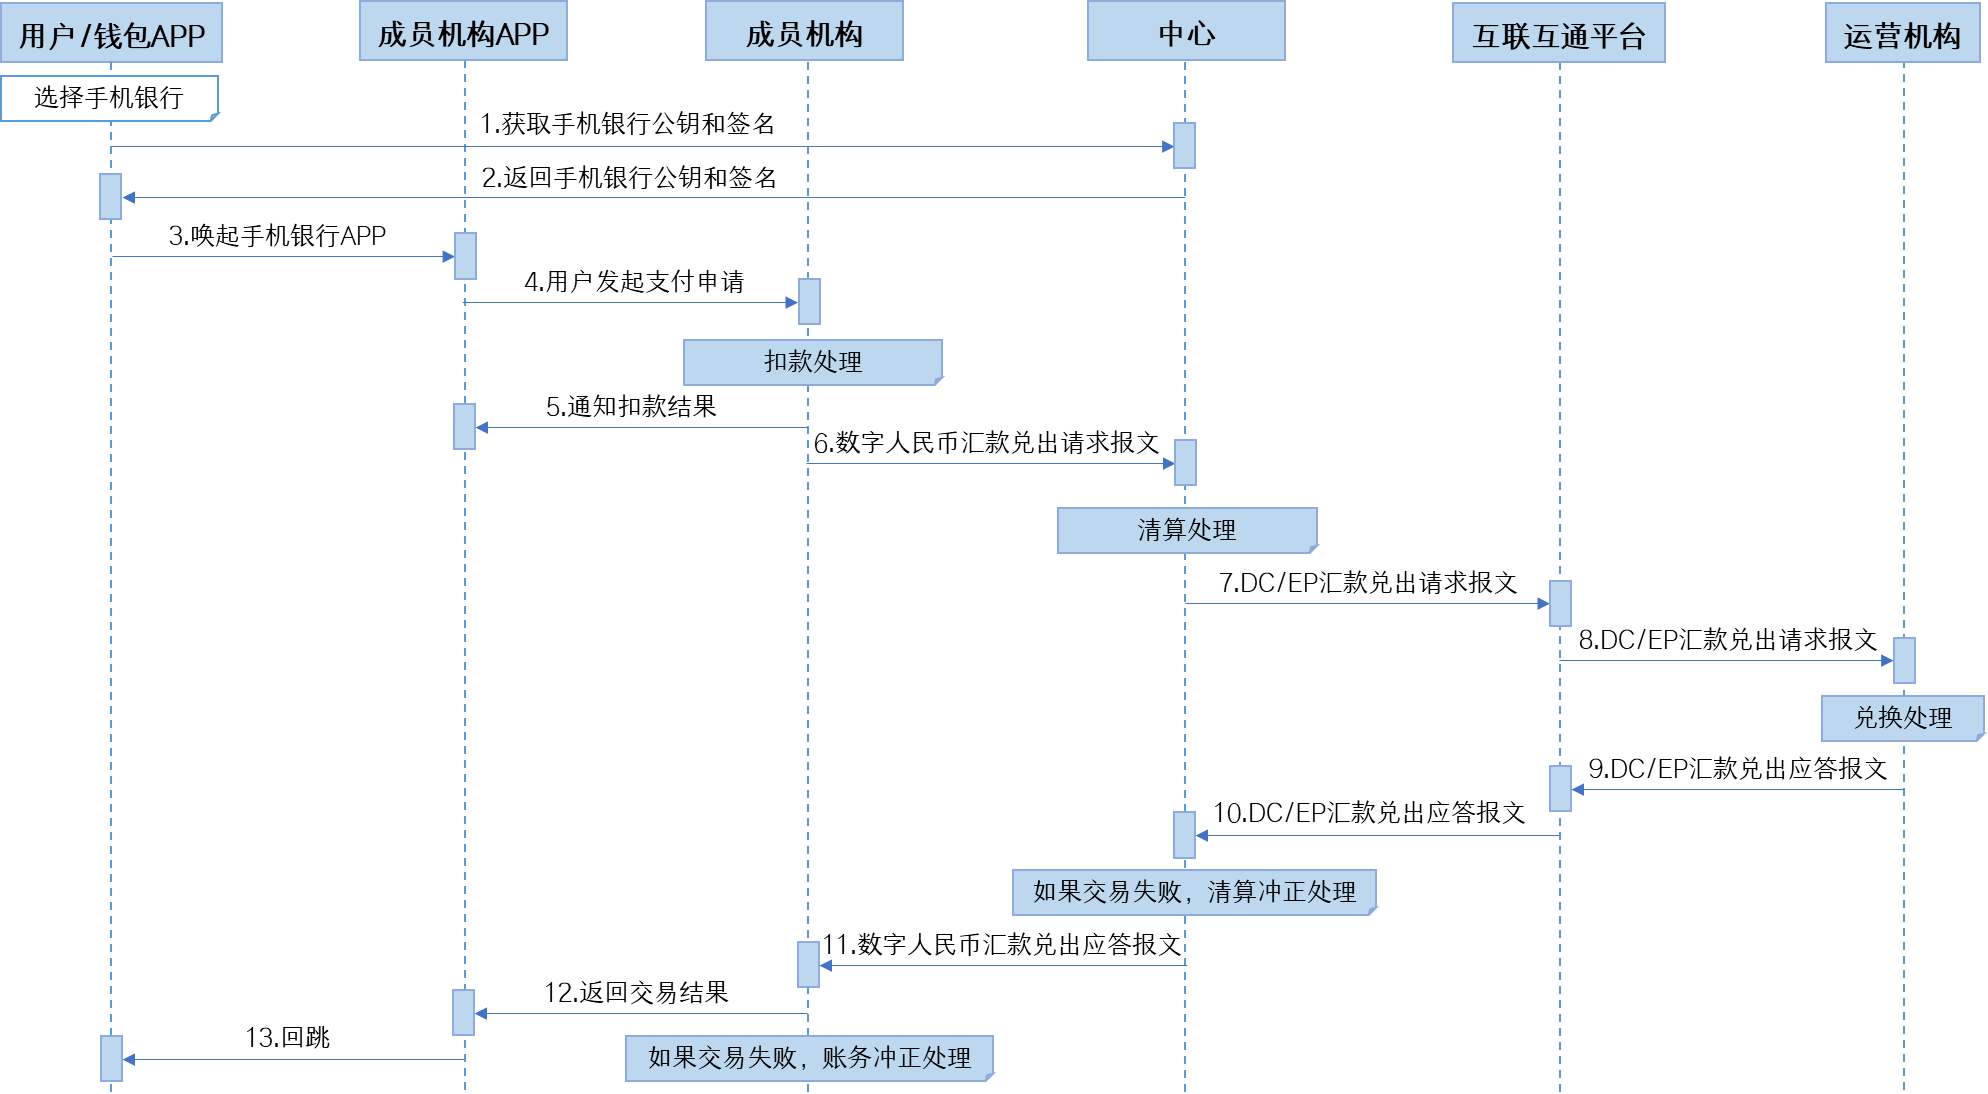 用户/钱包APP
成员机构APP
成员机构
中心
互联互通平台
运营机构
选择手机银行
1.获取手机银行公钥和签名
2.返回手机银行公钥和签名
3.唤起手机银行APP
4.用户发起支付申请
扣款处理
5.通知扣款结果
6.数字人民币汇款兑出请求报文
清算处理
7.DC/EP汇款兑出请求报文
8.DC/EP汇款兑出请求报文
兑换处理
9.DC/EP汇款兑出应答报文
10.DC/EP汇款兑出应答报文
如果交易失败，清算冲正处理
11.数字人民币汇款兑出应答报文
12.返回交易结果
13.回跳
如果交易失败，账务冲正处理